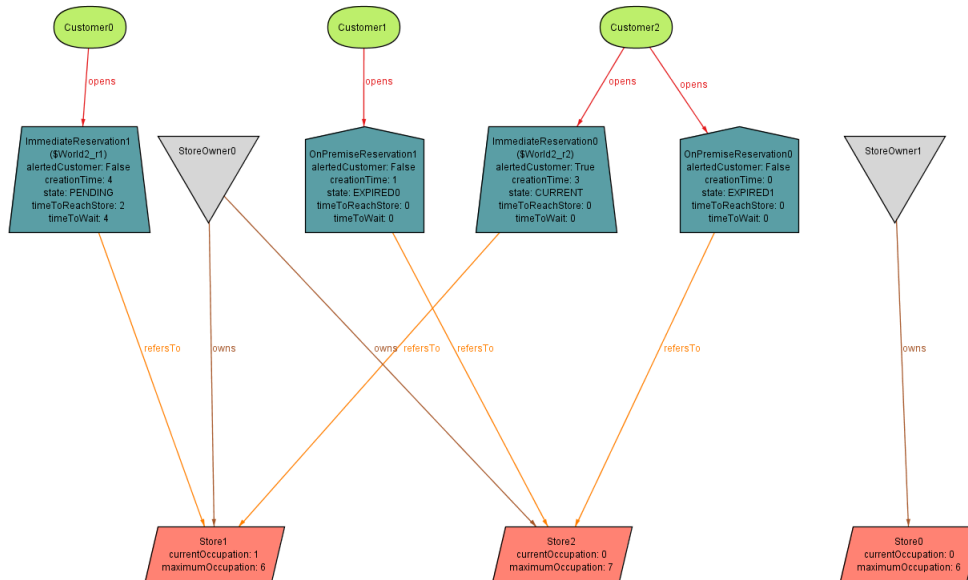 Customer0
Customer1
Customer2
opens
opens
opens
opens
ImmediateReservation1
($World2_r1)
alertedCustomer: False
creationTime: 4
state: PENDING
timeToReachStore: 2
timeToWait: 4
StoreOwner0
OnPremiseReservation1
alertedCustomer: False
creationTime: 1
state: EXPIRED0
timeToReachStore: 0
timeToWait: 0
ImmediateReservation0
($World2_r2)
alertedCustomer: True
creationTime: 3
state: CURRENT
timeToReachStore: 0
timeToWait: 0
OnPremiseReservation0
alertedCustomer: False
creationTime: 0
state: EXPIRED1
timeToReachStore: 0
timeToWait: 0
StoreOwner1
refersTo
owns
owns
refersTo
refersTo
refersTo
owns
Store1
currentOccupation: 1
maximumOccupation: 6
Store2
currentOccupation: 0
maximumOccupation: 7
Store0
currentOccupation: 0
maximumOccupation: 6